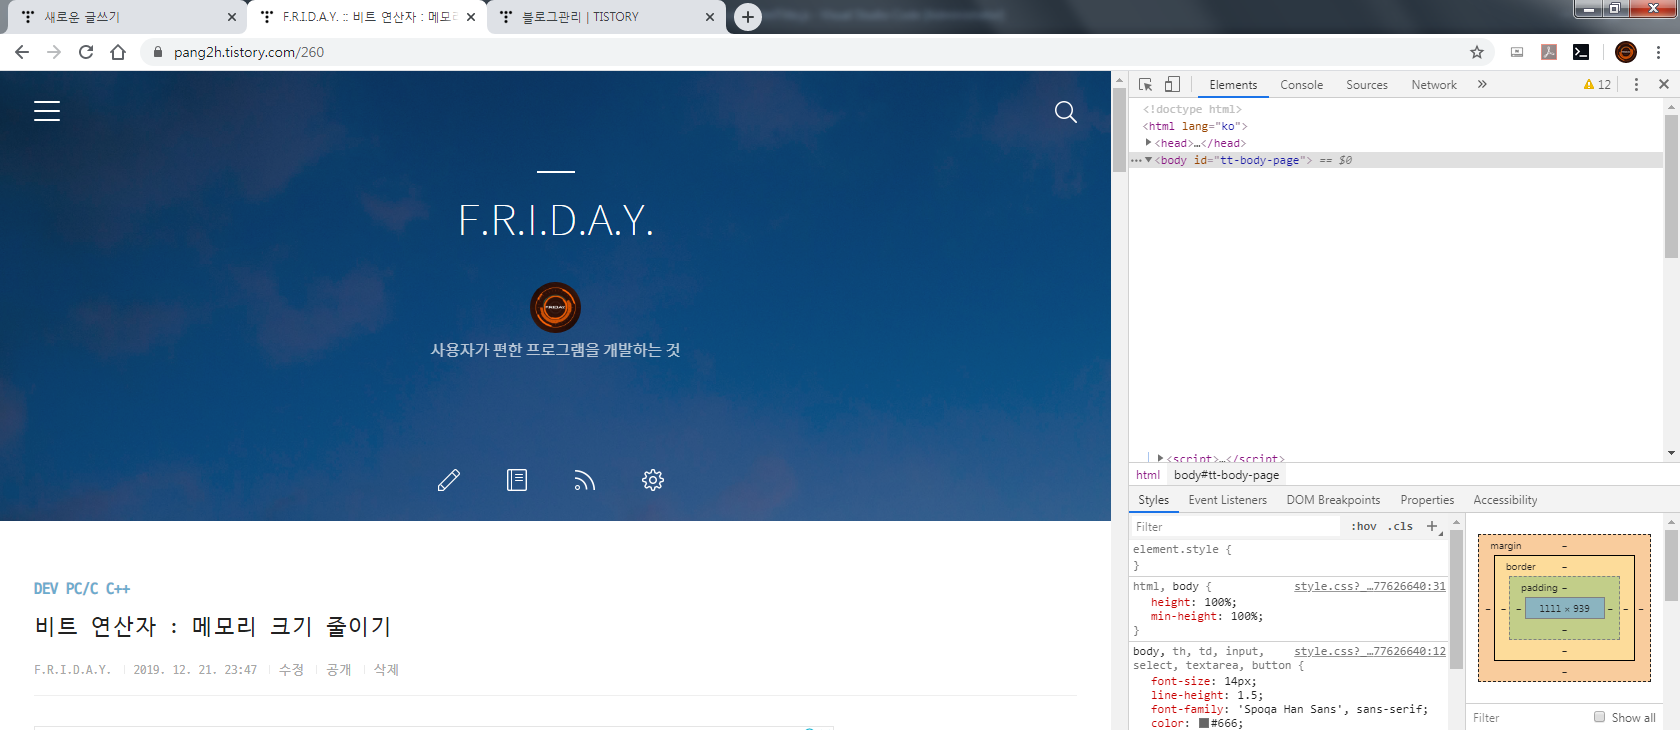 새로운 글쓰기
F.R.I.D.A.Y. :: 비트 연산자 : 메모리
블로그관리 | TISTORY
pang2h.tistory.com/260
F.R.I.D.A.Y.
사용자가 편한 프로그램을 개발하는 것
DEV PC/C C++
비트 연산자 : 메모리 크기 줄이기
F.R.I.D.A.Y. 2019. 12. 21. 23:47 수정 공개 삭제
Elements Console Sources Network » 12
<!doctype html>
<html lang="ko">
<head>…</head>
<body id="tt-body-page"> == $0
<script>…</script>
html body#tt-body-page
Styles Event Listeners DOM Breakpoints Properties Accessibility
Filter :hov .cls +
element.style {
}
html, body { style.css?_…77626640:31
height: 100%;
min-height: 100%;
}
body, th, td, input, style.css?_…77626640:12
select, textarea, button {
font-size: 14px;
line-height: 1.5;
font-family: 'Spoqa Han Sans', sans-serif;
color: #666;
margin –
border –
padding –
– – – 1111 × 939 – – –
–
–
–
Filter Show all